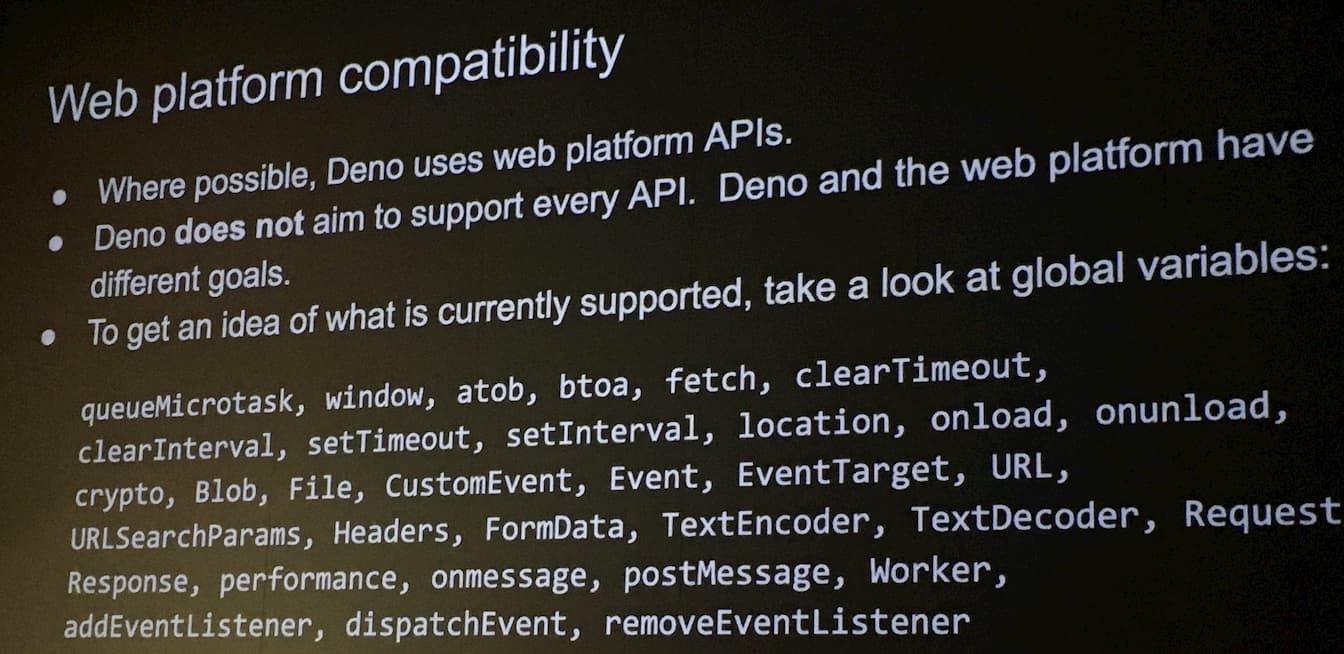 Web platform compatibility
● Where possible, Deno uses web platform APIs.
● Deno does not aim to support every API. Deno and the web platform have
different goals.
● To get an idea of what is currently supported, take a look at global variables:
queueMicrotask, window, atob, btoa, fetch, clearTimeout,
clearInterval, setTimeout, setInterval, location, onload, onunload,
crypto, Blob, File, CustomEvent, Event, EventTarget, URL,
URLSearchParams, Headers, FormData, TextEncoder, TextDecoder, Request
Response, performance, onmessage, postMessage, Worker,
addEventListener, dispatchEvent, removeEventListener